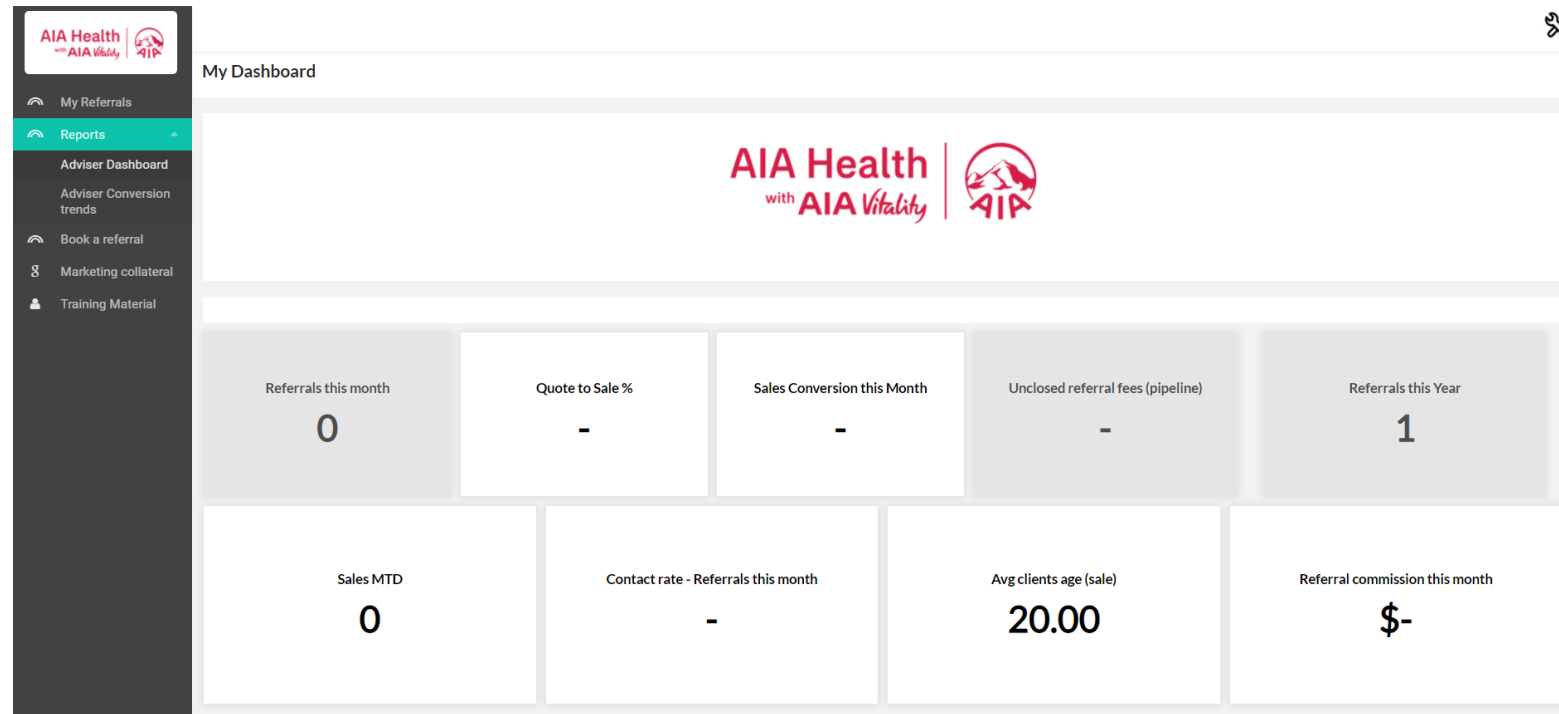 AIA Health
with AIA Vitality
AIA
My Dashboard
My Referrals
Reports
Adviser Dashboard
Adviser Conversion
trends
Book a referral
Marketing collateral
Training Material
AIA Health
with AIA Vitality
AIA
Referrals this month
0
Quote to Sale %
-
Sales Conversion this Month
-
Unclosed referral fees (pipeline)
-
Referrals this Year
1
Sales MTD
0
Contact rate - Referrals this month
-
Avg clients age (sale)
20.00
Referral commission this month
$-